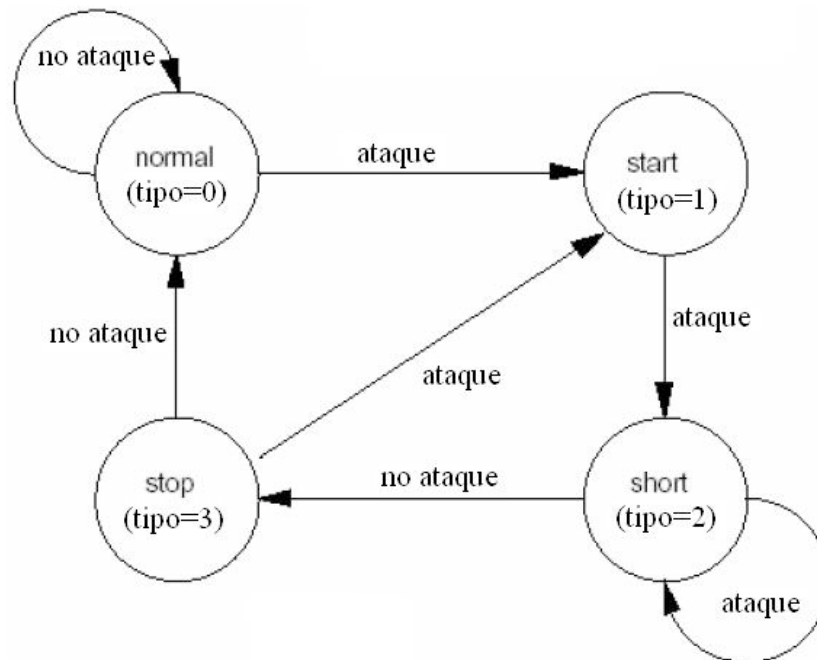 no ataque
normal
(tipo=0)
ataque
start
(tipo=1)
no ataque
ataque
ataque
stop
(tipo=3)
no ataque
short
(tipo=2)
ataque